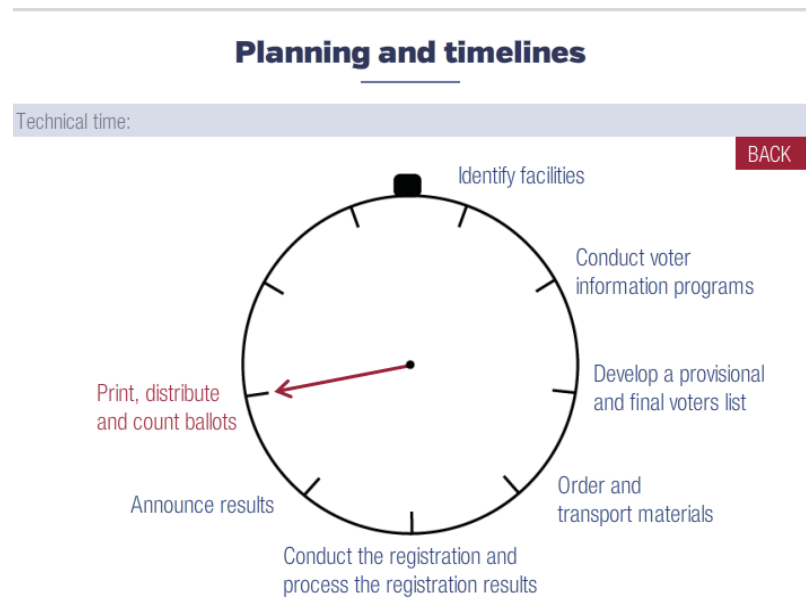 Planning and timelines
Technical time:
BACK
Identify facilities
Conduct voter
information programs
Develop a provisional
and final voters list
Order and
transport materials
Conduct the registration and
process the registration results
Announce results
Print, distribute
and count ballots